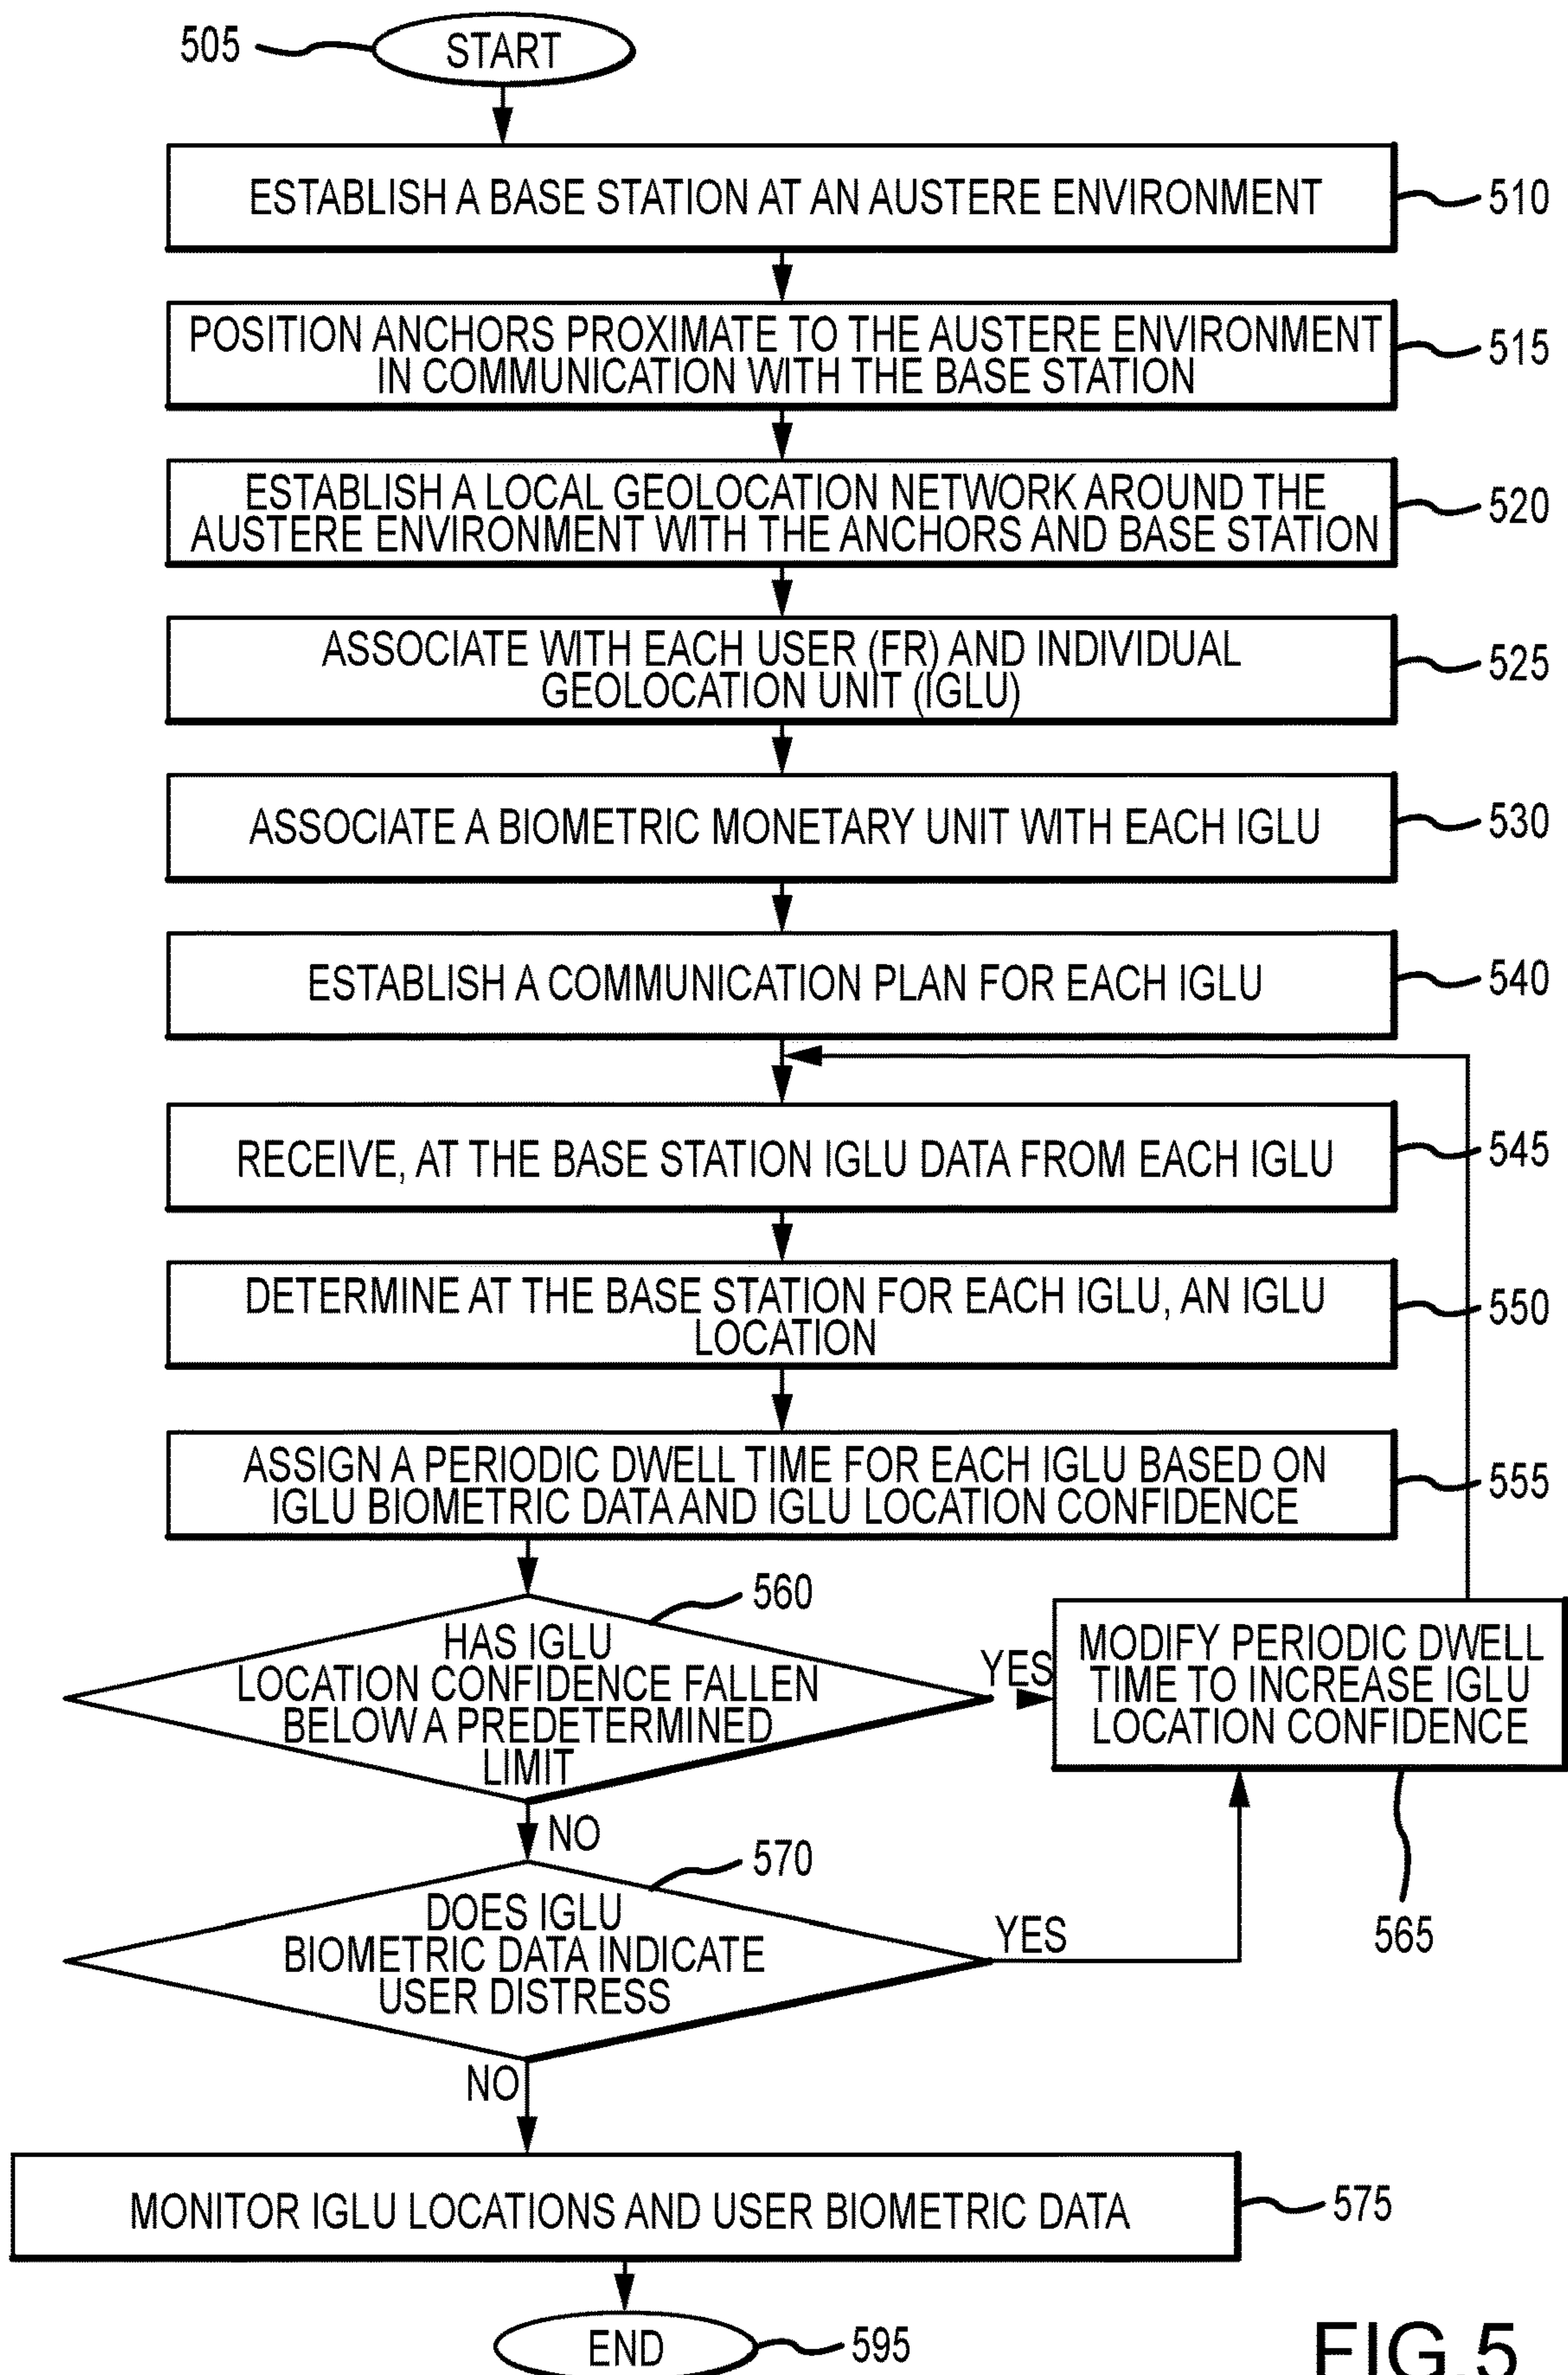 505
START
ESTABLISH A BASE STATION AT AN AUSTERE ENVIRONMENT
510
POSITION ANCHORS PROXIMATE TO THE AUSTERE ENVIRONMENT
IN COMMUNICATION WITH THE BASE STATION
515
ESTABLISH A LOCAL GEOLOCATION NETWORK AROUND THE
AUSTERE ENVIRONMENT WITH THE ANCHORS AND BASE STATION
520
ASSOCIATE WITH EACH USER (FR) AND INDIVIDUAL
GEOLOCATION UNIT (IGLU)
525
ASSOCIATE A BIOMETRIC MONETARY UNIT WITH EACH IGLU
530
ESTABLISH A COMMUNICATION PLAN FOR EACH IGLU
540
RECEIVE, AT THE BASE STATION IGLU DATA FROM EACH IGLU
545
DETERMINE AT THE BASE STATION FOR EACH IGLU, AN IGLU
LOCATION
550
ASSIGN A PERIODIC DWELL TIME FOR EACH IGLU BASED ON
IGLU BIOMETRIC DATA AND IGLU LOCATION CONFIDENCE
555
560
HAS IGLU
LOCATION CONFIDENCE FALLEN
BELOW A PREDETERMINED
LIMIT
YES
MODIFY PERIODIC DWELL
TIME TO INCREASE IGLU
LOCATION CONFIDENCE
565
NO
570
DOES IGLU
BIOMETRIC DATA INDICATE
USER DISTRESS
YES
NO
MONITOR IGLU LOCATIONS AND USER BIOMETRIC DATA
575
END
595
FIG.5